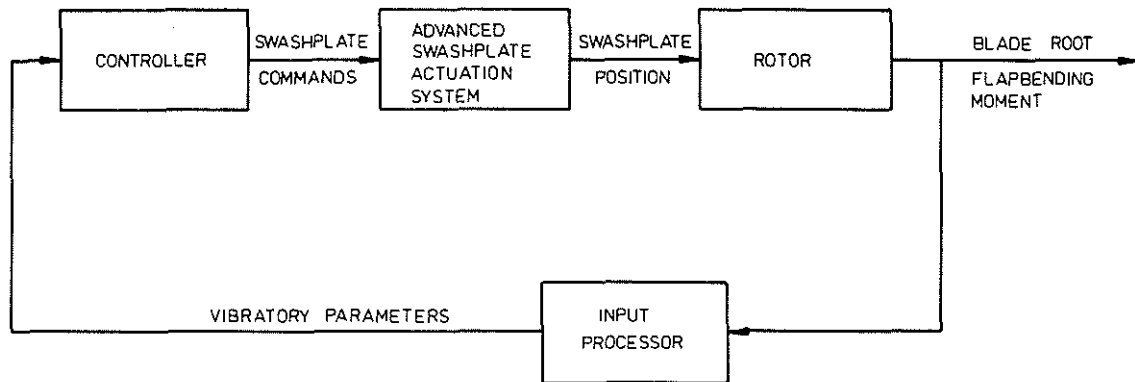 CONTROLLER
SWASHPLATE
COMMANDS
ADVANCED
SWASHPLATE
ACTUATION
SYSTEM
SWASHPLATE
POSITION
ROTOR
BLADE ROOT
FLAPBENDING
MOMENT
VIBRATORY PARAMETERS
INPUT
PROCESSOR